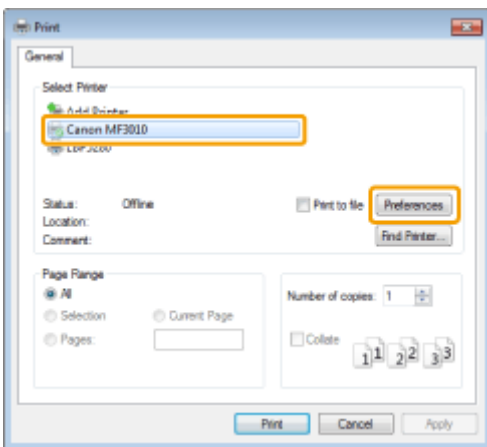 Print
General
Select Printer
Add Printer
Canon MF3010
LBP3260
Status: Offline
Print to file
Preferences
Location:
Comment:
Find Printer...
Page Range
All
Selection
Current Page
Pages:
Number of copies: 1
Collate
1 1 2 2 3 3
Print
Cancel
Apply